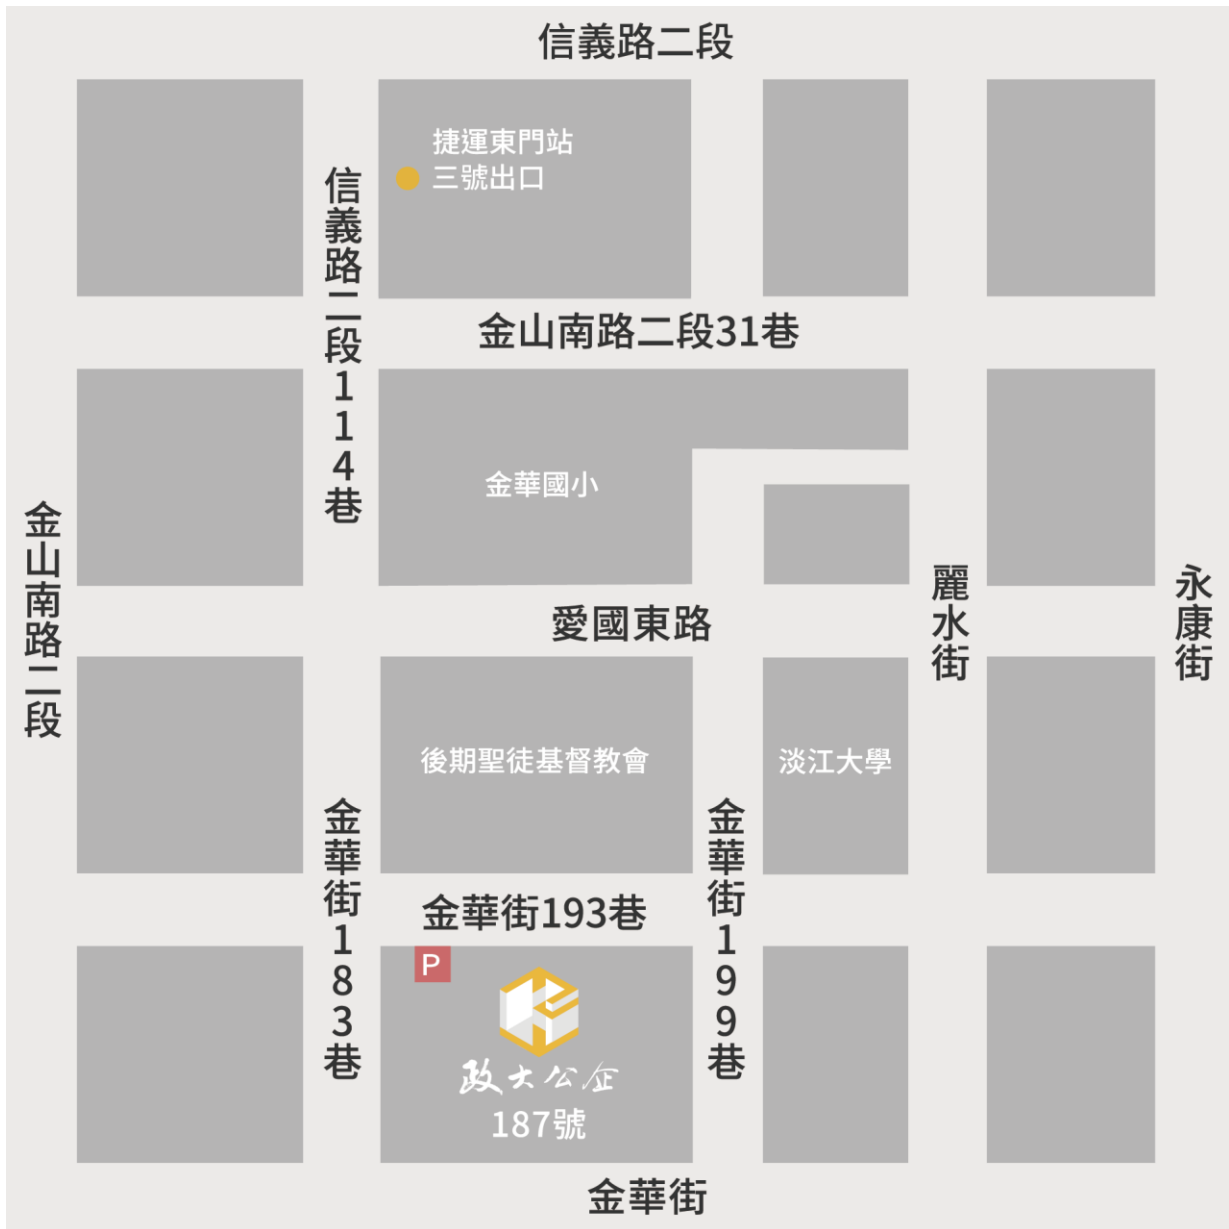 信義路二段
捷運東門站
三號出口
信義路二段114巷
金山南路二段31巷
金華國小
金山南路二段
愛國東路
麗水街
永康街
後期聖徒基督教會
淡江大學
金華街183巷
金華街199巷
金華街193巷
P
政大公企
187號
金華街